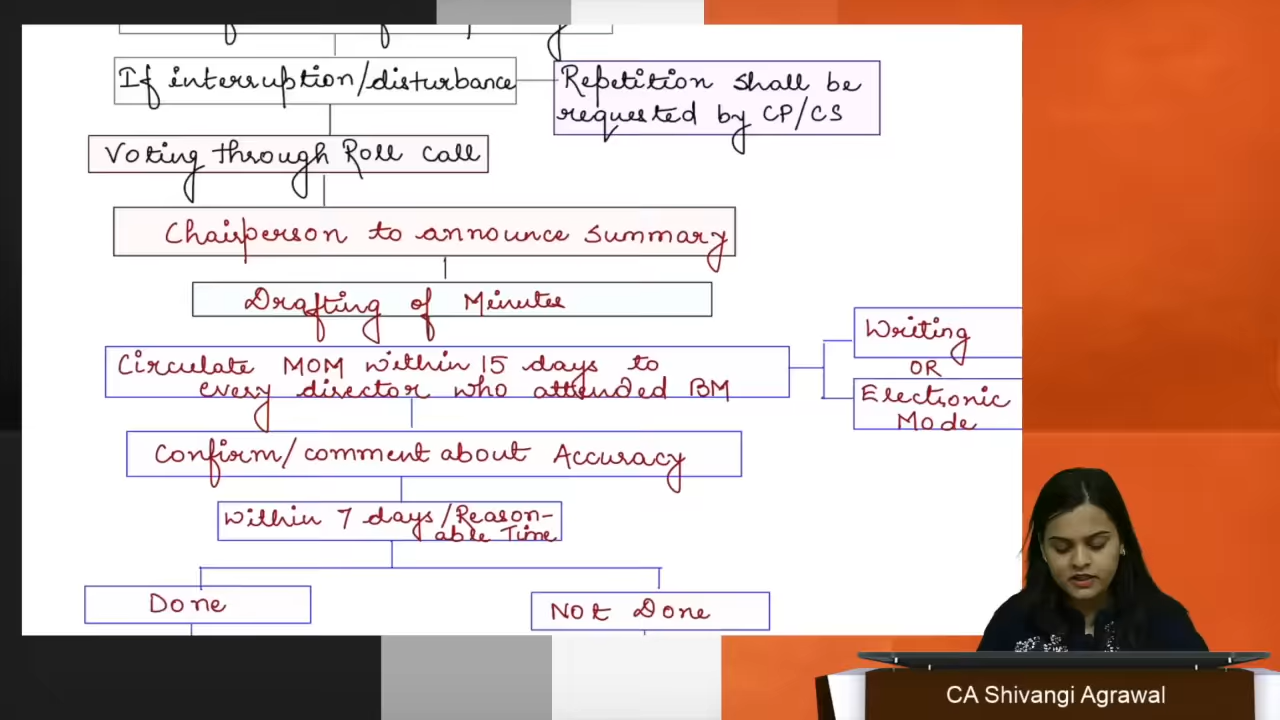 If interruption/disturbance
Repetition shall be
requested by CP/CS
Voting through Roll call
Chairperson to announce summary
Drafting of Minutes
Circulate MOM within 15 days to
every director who attended BM
Writing
OR
Electronic
Mode
Confirm/comment about Accuracy
within 7 days/Reason-
able Time
Done
Not Done
CA Shivangi Agrawal